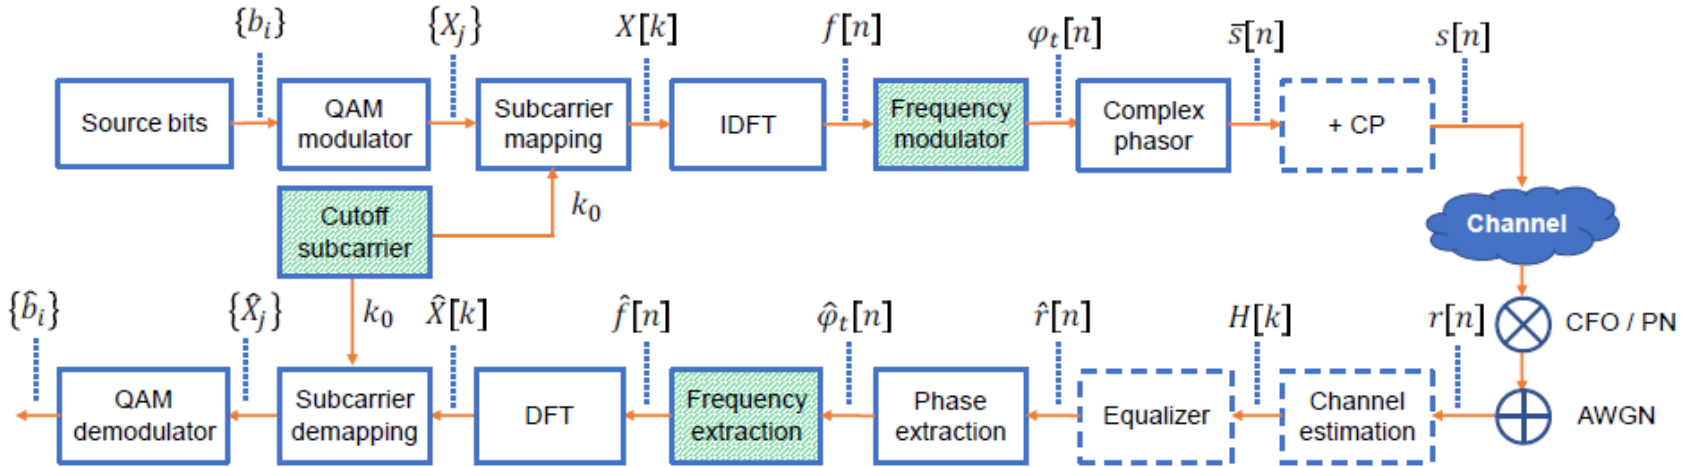 {b_i}
{X_j}
X[k]
f[n]
φ_t[n]
s̅[n]
s[n]
Source bits
QAM
modulator
Subcarrier
mapping
IDFT
Frequency
modulator
Complex
phasor
+ CP
Cutoff
subcarrier
k_0
Channel
k_0
{b̂_i}
{X̂_j}
X̂[k]
f̂[n]
φ̂_t[n]
r̂[n]
H[k]
r[n]
CFO / PN
QAM
demodulator
Subcarrier
demapping
DFT
Frequency
extraction
Phase
extraction
Equalizer
Channel
estimation
AWGN